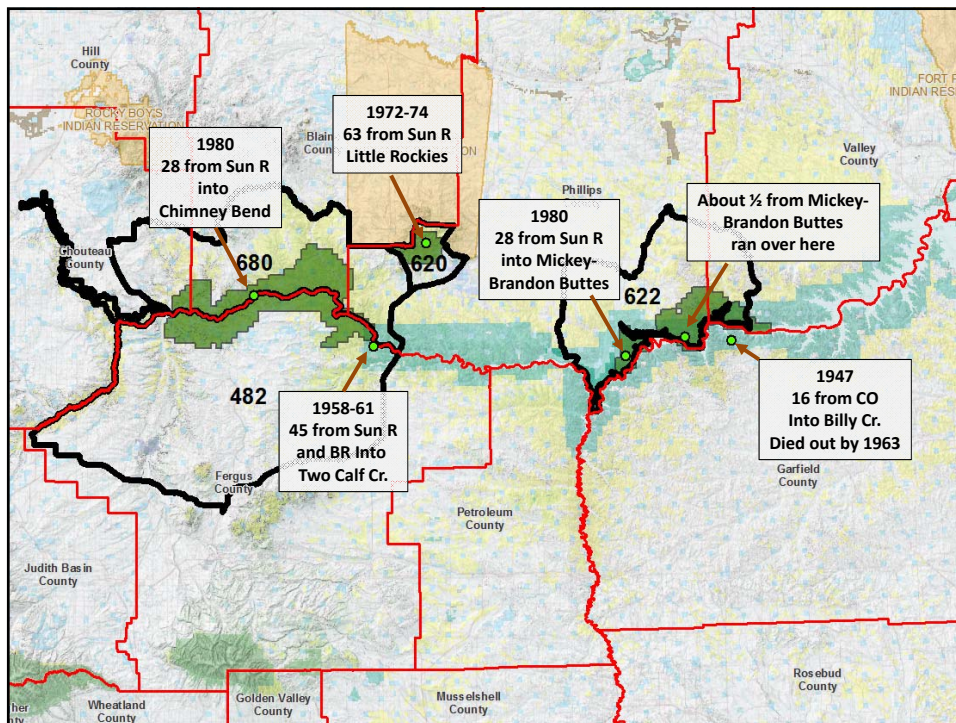 Hill
County
ROCKY BOY'S
INDIAN RESERVATION
1980
28 from Sun R
into
Chimney Bend
1972-74
63 from Sun R
Little Rockies
Phillips
1980
28 from Sun R
into Mickey-
Brandon Buttes
About ½ from Mickey-
Brandon Buttes
ran over here
FORT
INDIAN RES
Valley
County
Chouteau
County
680
620
622
482
1958-61
45 from Sun R
and BR Into
Two Calf Cr.
1947
16 from CO
Into Billy Cr.
Died out by 1963
Garfield
County
Fergus
County
Petroleum
County
Judith Basin
County
Rosebud
County
Wheatland
County
Golden Valley
County
Musselshell
County